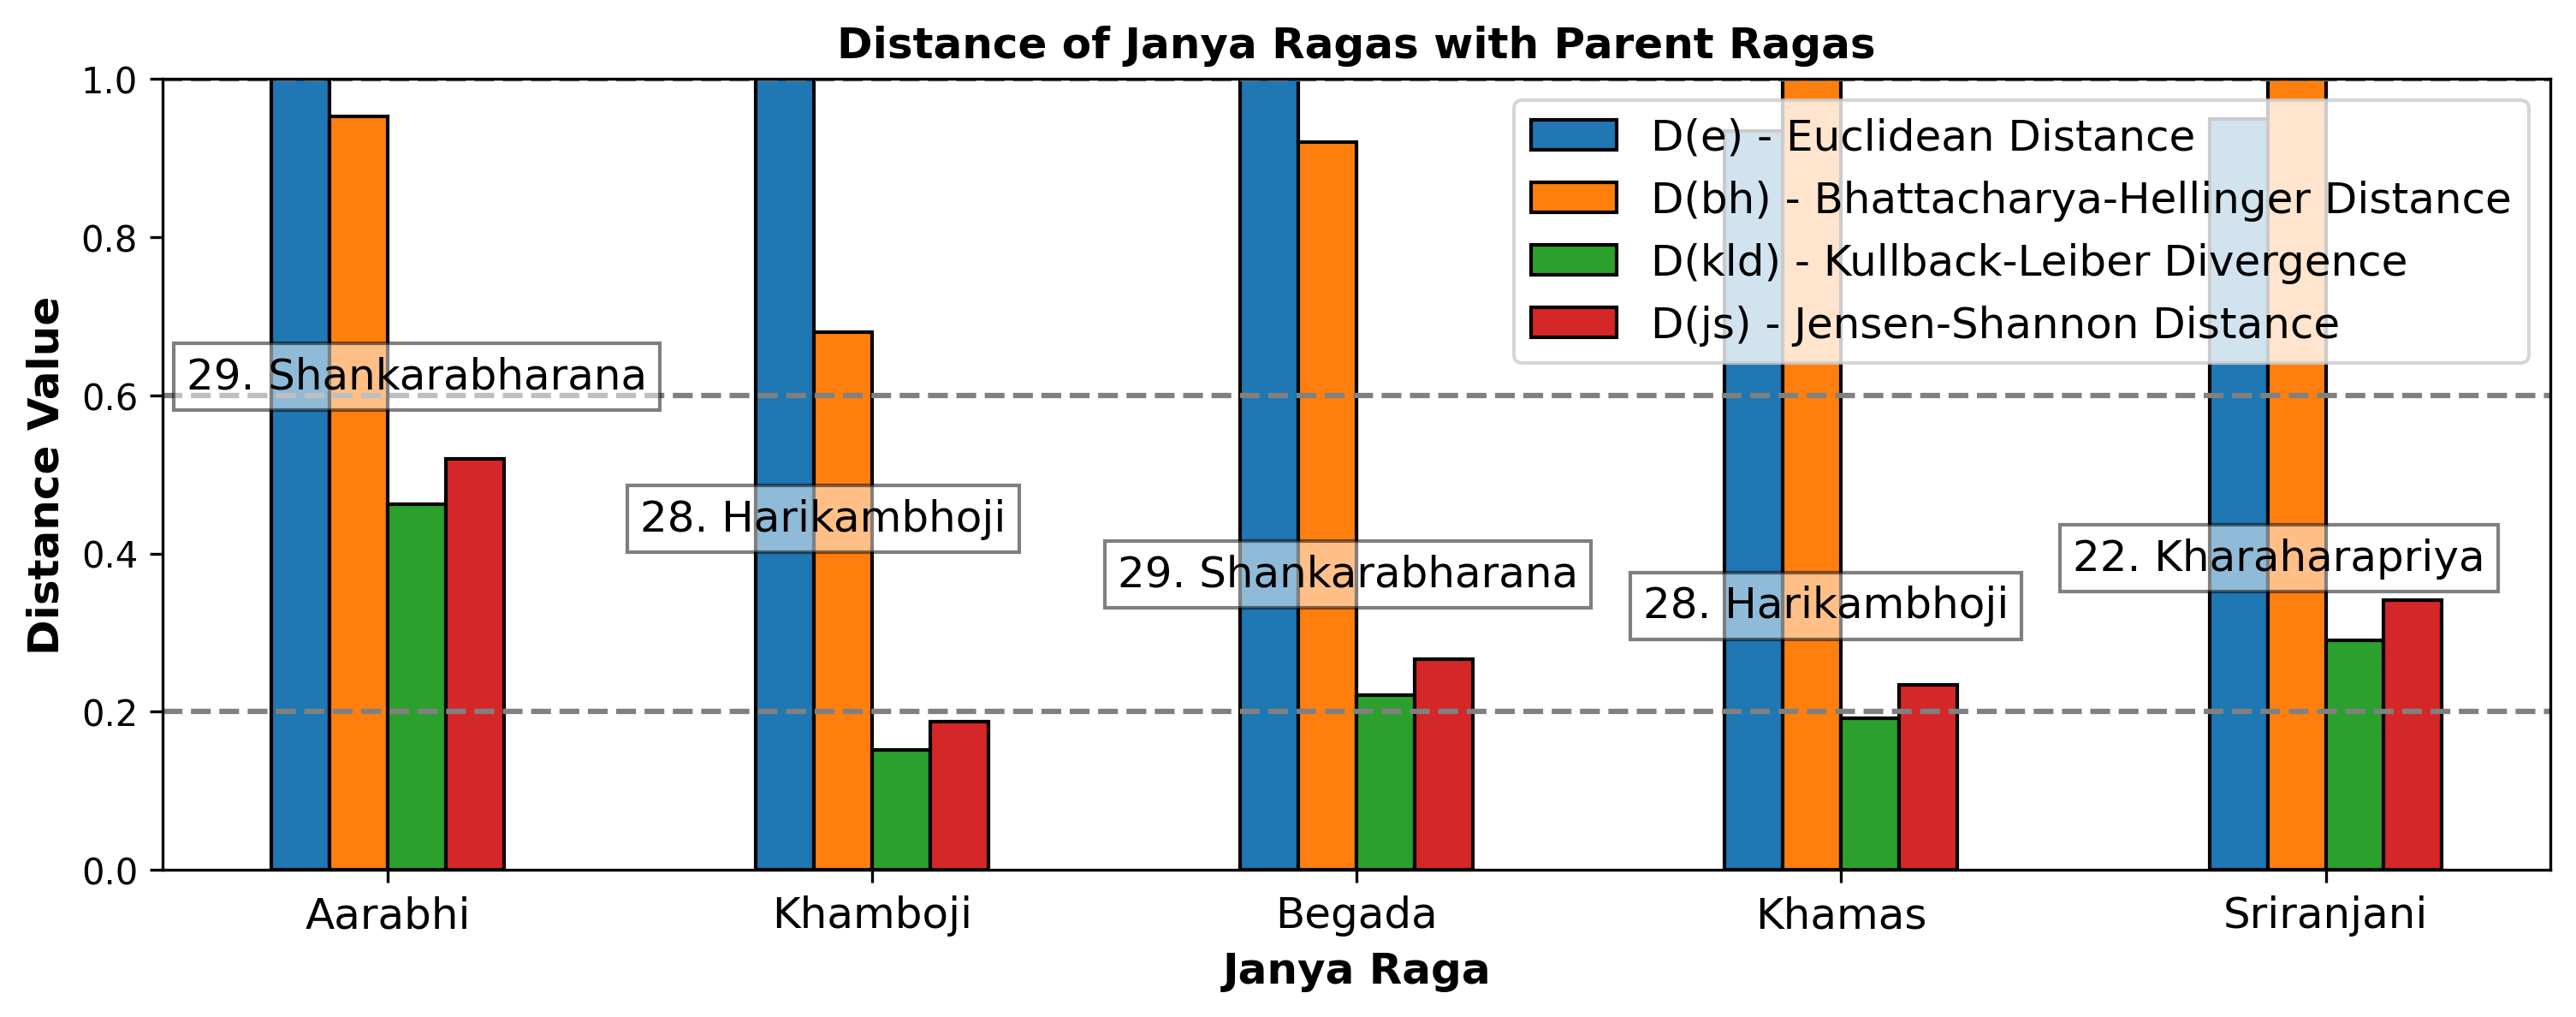 Distance of Janya Ragas with Parent Ragas
Distance Value
1.0
0.8
0.6
0.4
0.2
0.0
D(e) - Euclidean Distance
D(bh) - Bhattacharya-Hellinger Distance
D(kld) - Kullback-Leiber Divergence
D(js) - Jensen-Shannon Distance
29. Shankarabharana
28. Harikambhoji
29. Shankarabharana
28. Harikambhoji
22. Kharaharapriya
Aarabhi
Khamboji
Begada
Khamas
Sriranjani
Janya Raga